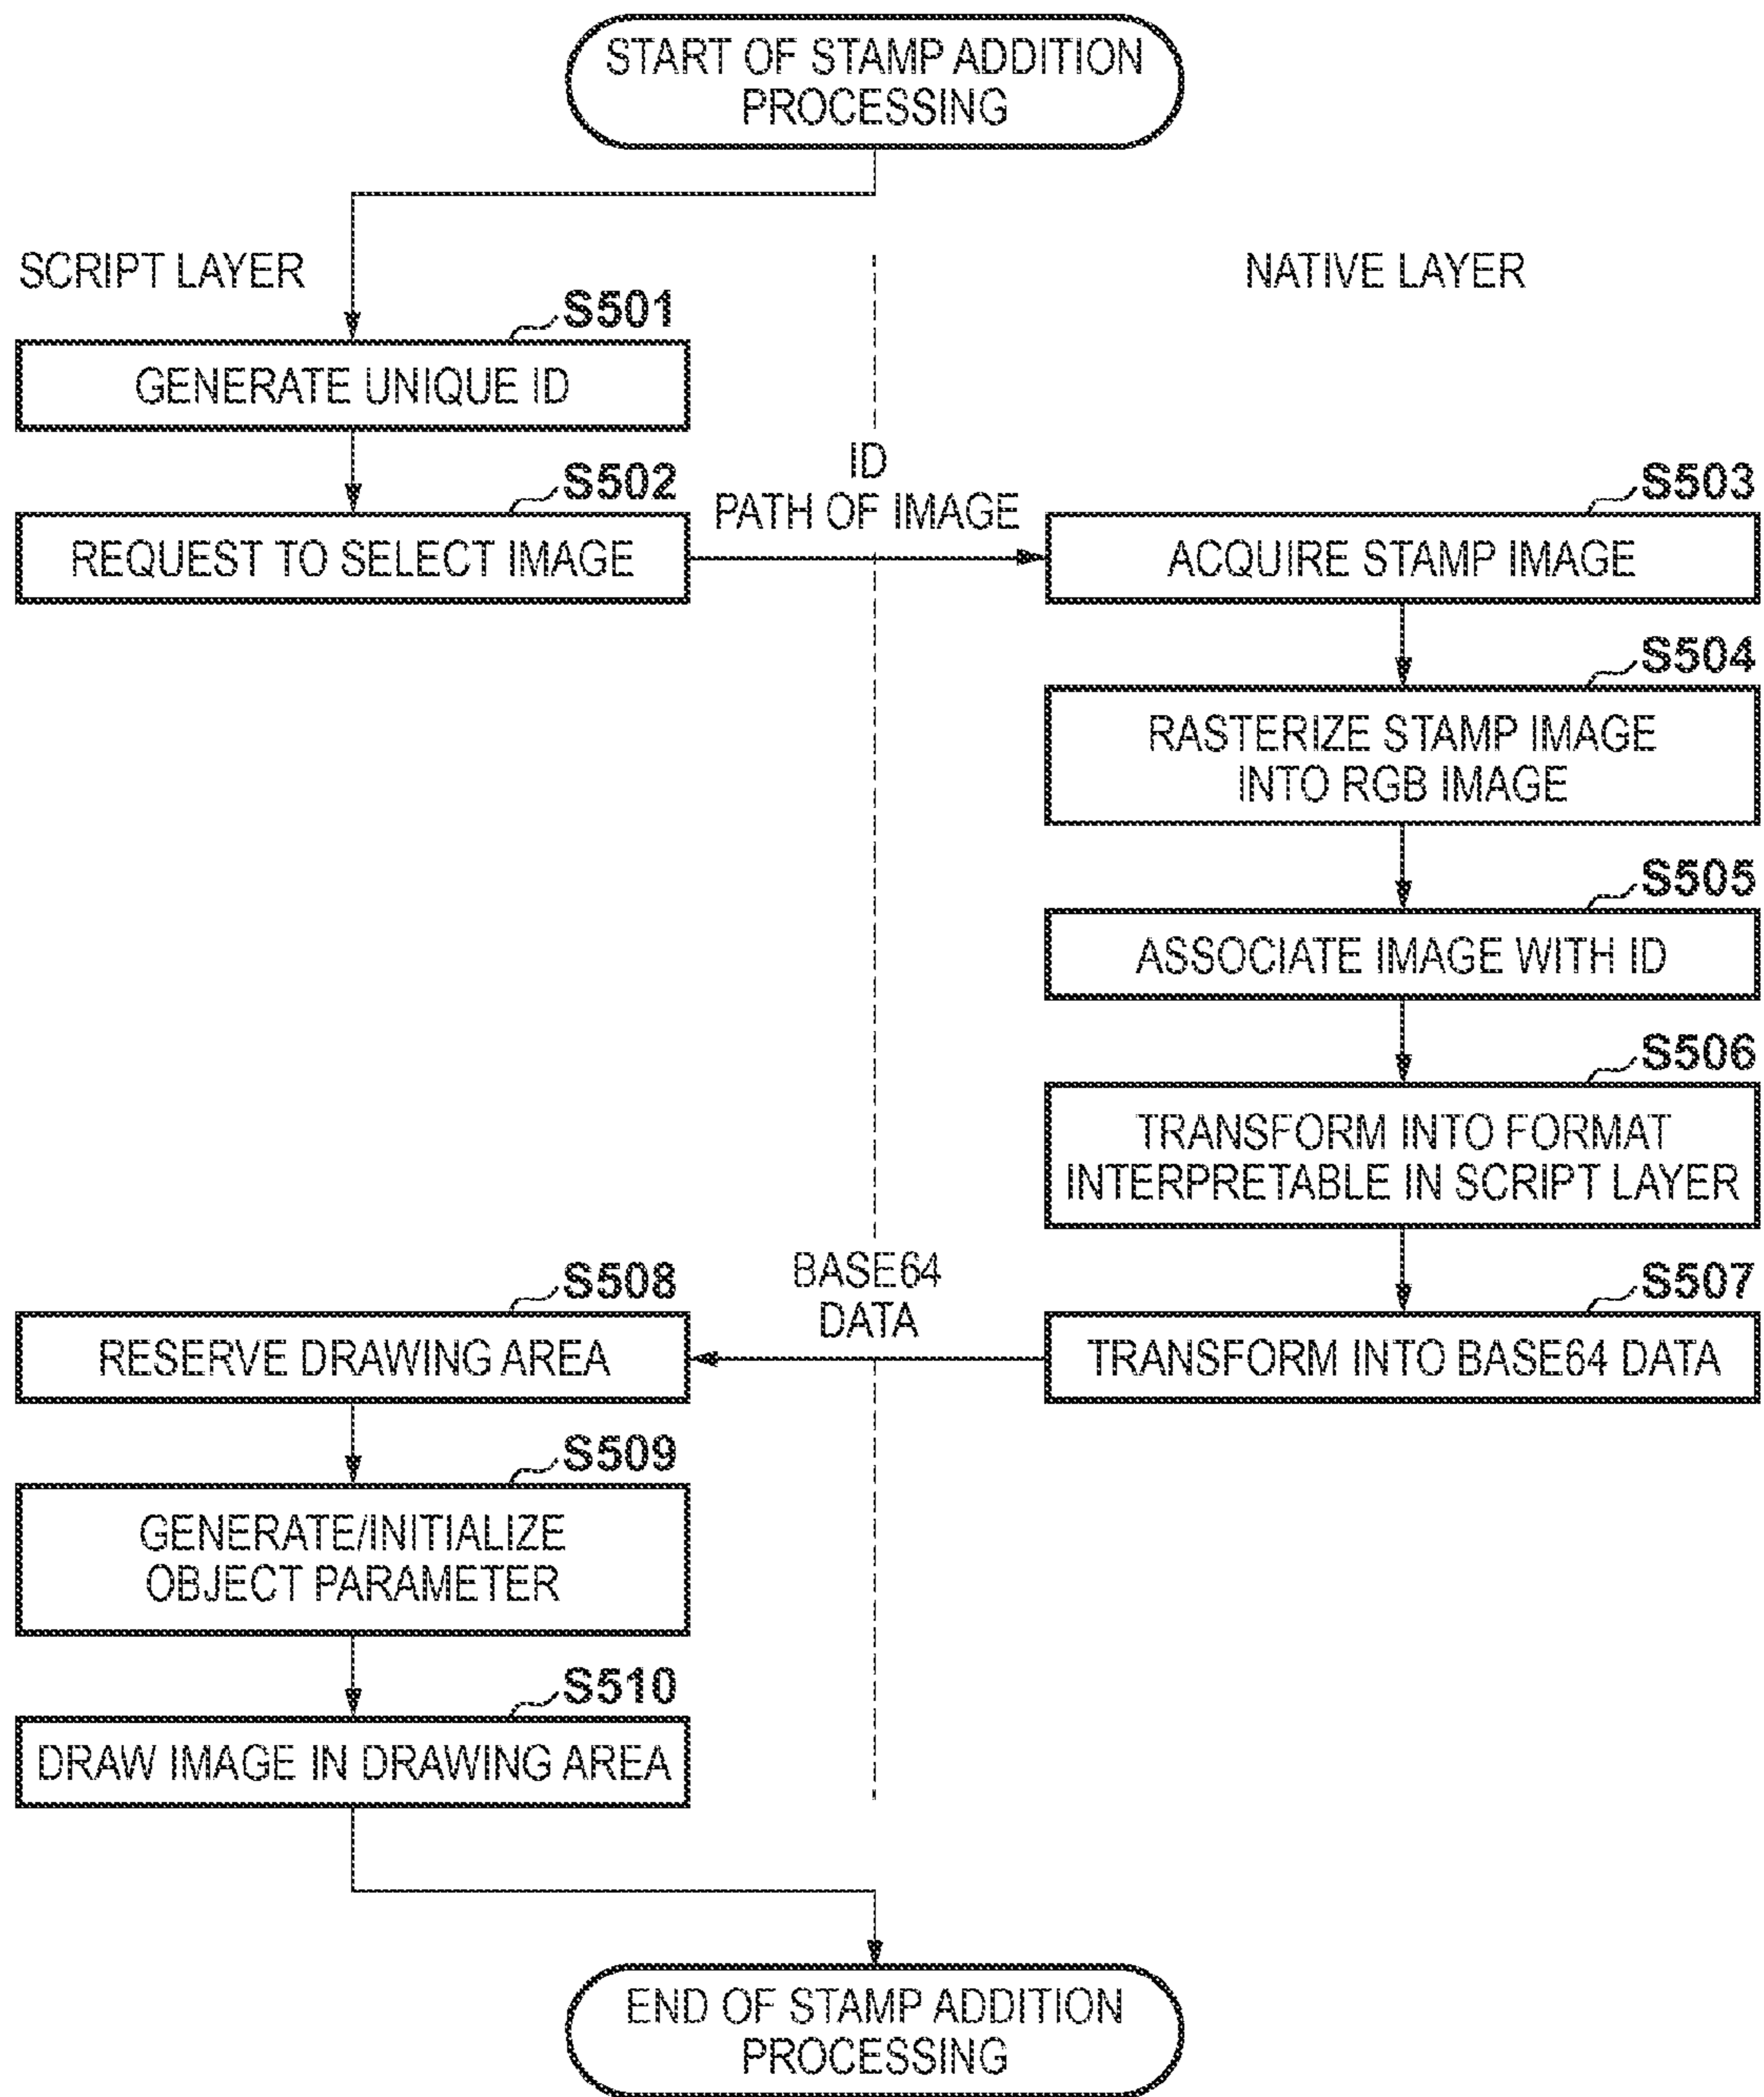 START OF STAMP ADDITION
PROCESSING
SCRIPT LAYER
NATIVE LAYER
S501
GENERATE UNIQUE ID
S502
REQUEST TO SELECT IMAGE
ID
PATH OF IMAGE
S503
ACQUIRE STAMP IMAGE
S504
RASTERIZE STAMP IMAGE
INTO RGB IMAGE
S505
ASSOCIATE IMAGE WITH ID
S506
TRANSFORM INTO FORMAT
INTERPRETABLE IN SCRIPT LAYER
S507
TRANSFORM INTO BASE64 DATA
BASE64
DATA
S508
RESERVE DRAWING AREA
S509
GENERATE/INITIALIZE
OBJECT PARAMETER
S510
DRAW IMAGE IN DRAWING AREA
END OF STAMP ADDITION
PROCESSING